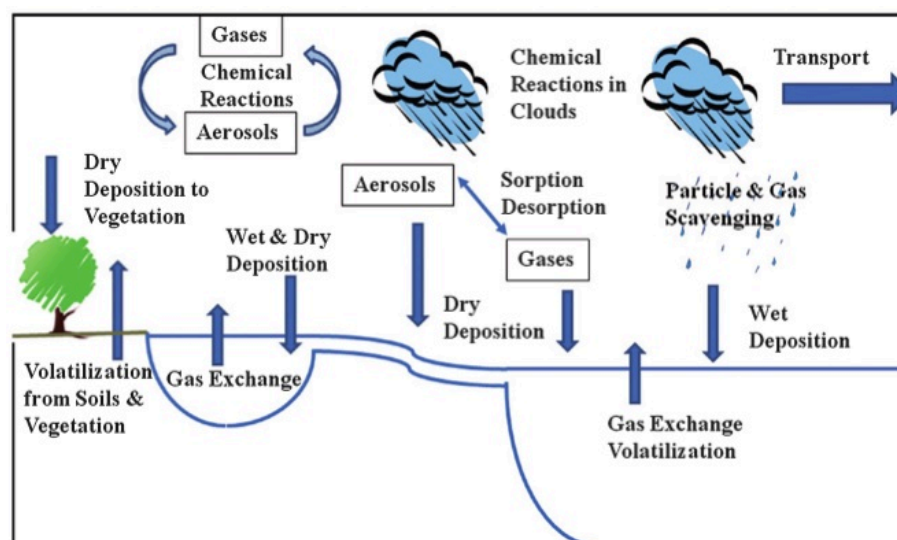 Gases
Chemical
Reactions
Aerosols
Chemical
Reactions in
Clouds
Transport
Dry
Deposition to
Vegetation
Aerosols
Sorption
Desorption
Particle & Gas
Scavenging
Wet & Dry
Deposition
Gases
Dry
Deposition
Wet
Deposition
Volatilization
from Soils &
Vegetation
Gas Exchange
Gas Exchange
Volatilization